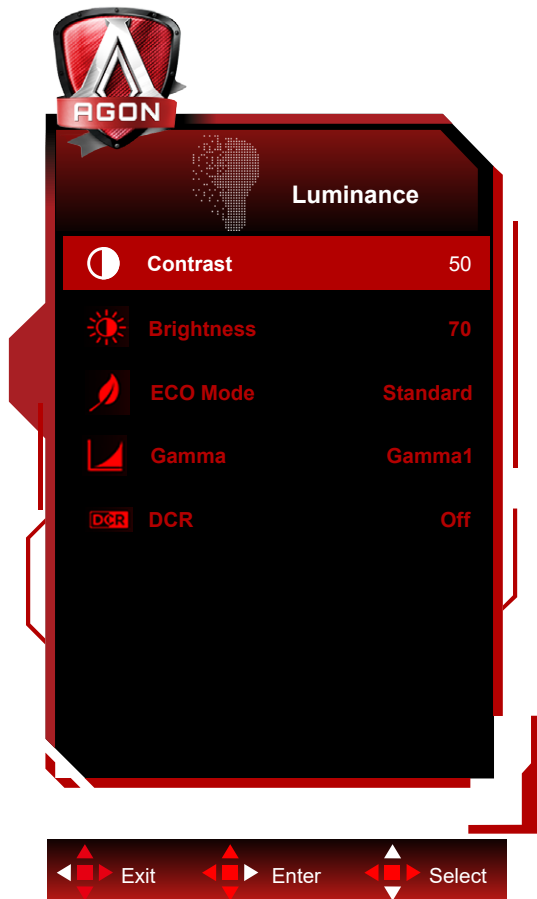 AGON
Luminance
Contrast 50
Brightness 70
ECO Mode Standard
Gamma Gamma1
DCR DCR Off
Exit Enter Select